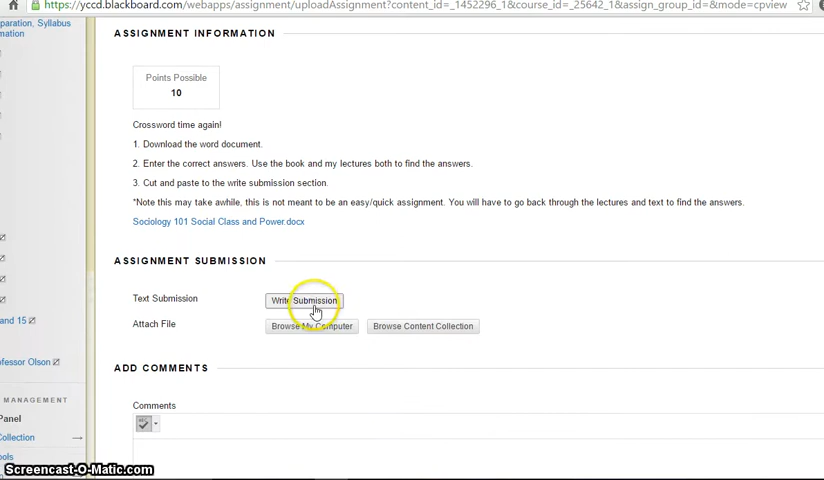 https://yccd.blackboard.com/webapps/assignment/uploadAssignment?content_id=_1452296_1&course_id=_25642_1&assign_group_id=&mode=cpview
paration, Syllabus
mation
ASSIGNMENT INFORMATION
Points Possible
10
Crossword time again!
1. Download the word document.
2. Enter the correct answers. Use the book and my lectures both to find the answers.
3. Cut and paste to the write submission section.
*Note this may take awhile, this is not meant to be an easy/quick assignment. You will have to go back through the lectures and text to find the answers.
Sociology 101 Social Class and Power.docx
ASSIGNMENT SUBMISSION
Text Submission
Write Submission
and 15
Attach File
Browse My Computer
Browse Content Collection
ofessor Olson
ADD COMMENTS
MANAGEMENT
Comments
Panel
Collection
ools
Screencast-O-Matic.com